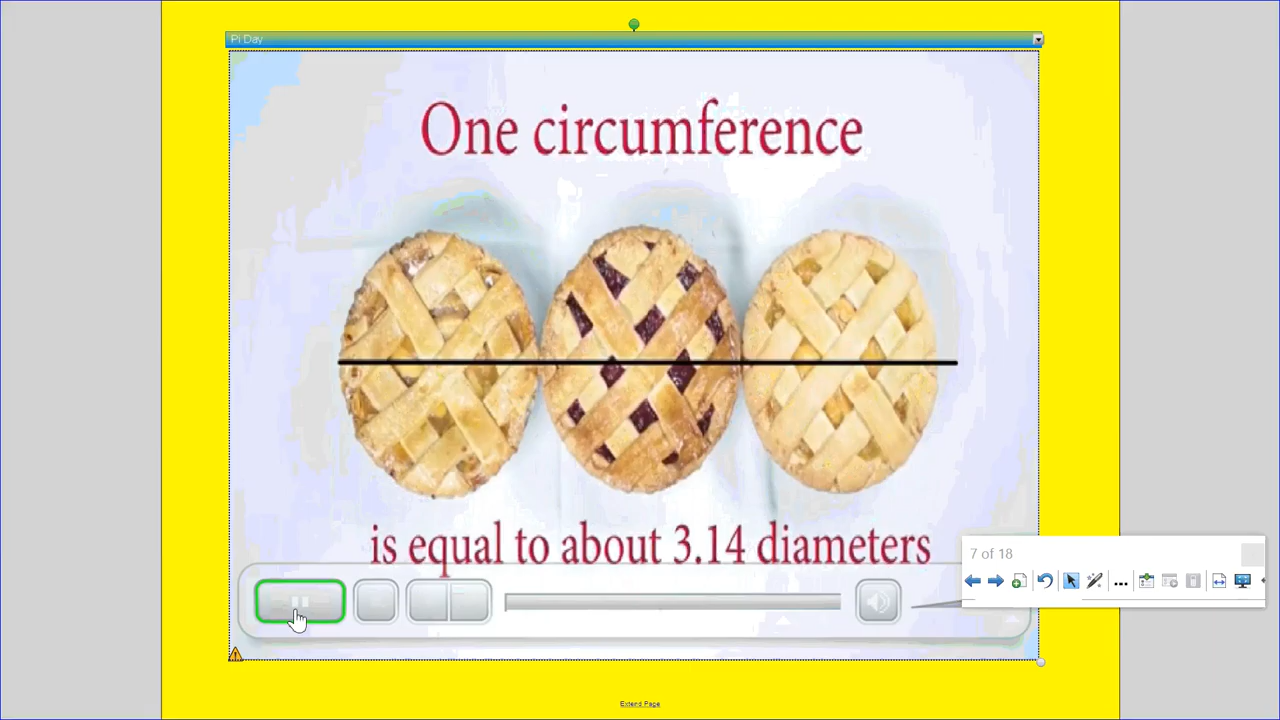 Pi Day
One circumference
is equal to about 3.14 diameters
7 of 18
Extend Page